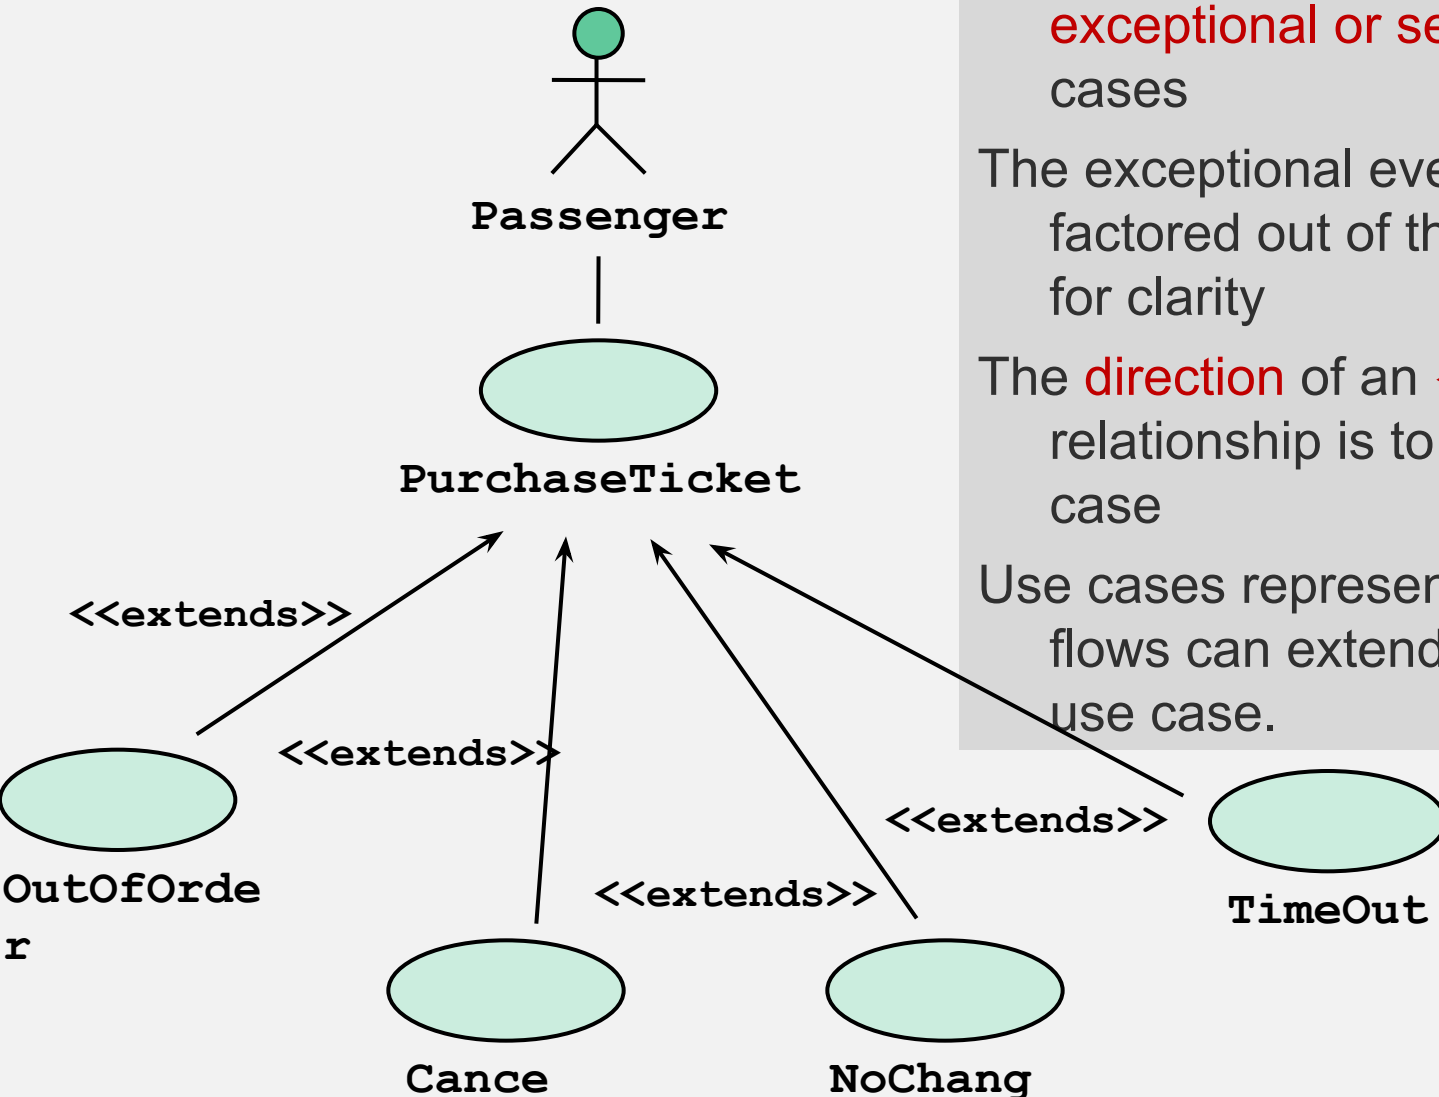 Passenger
PurchaseTicket
<<extends>>
<<extends>>
<<extends>>
<<extends>>
OutOfOrde
r
Cance
NoChang
TimeOut
exceptional or se
cases
The exceptional eve
factored out of th
for clarity
The direction of an
relationship is to
case
Use cases represen
flows can extend
use case.